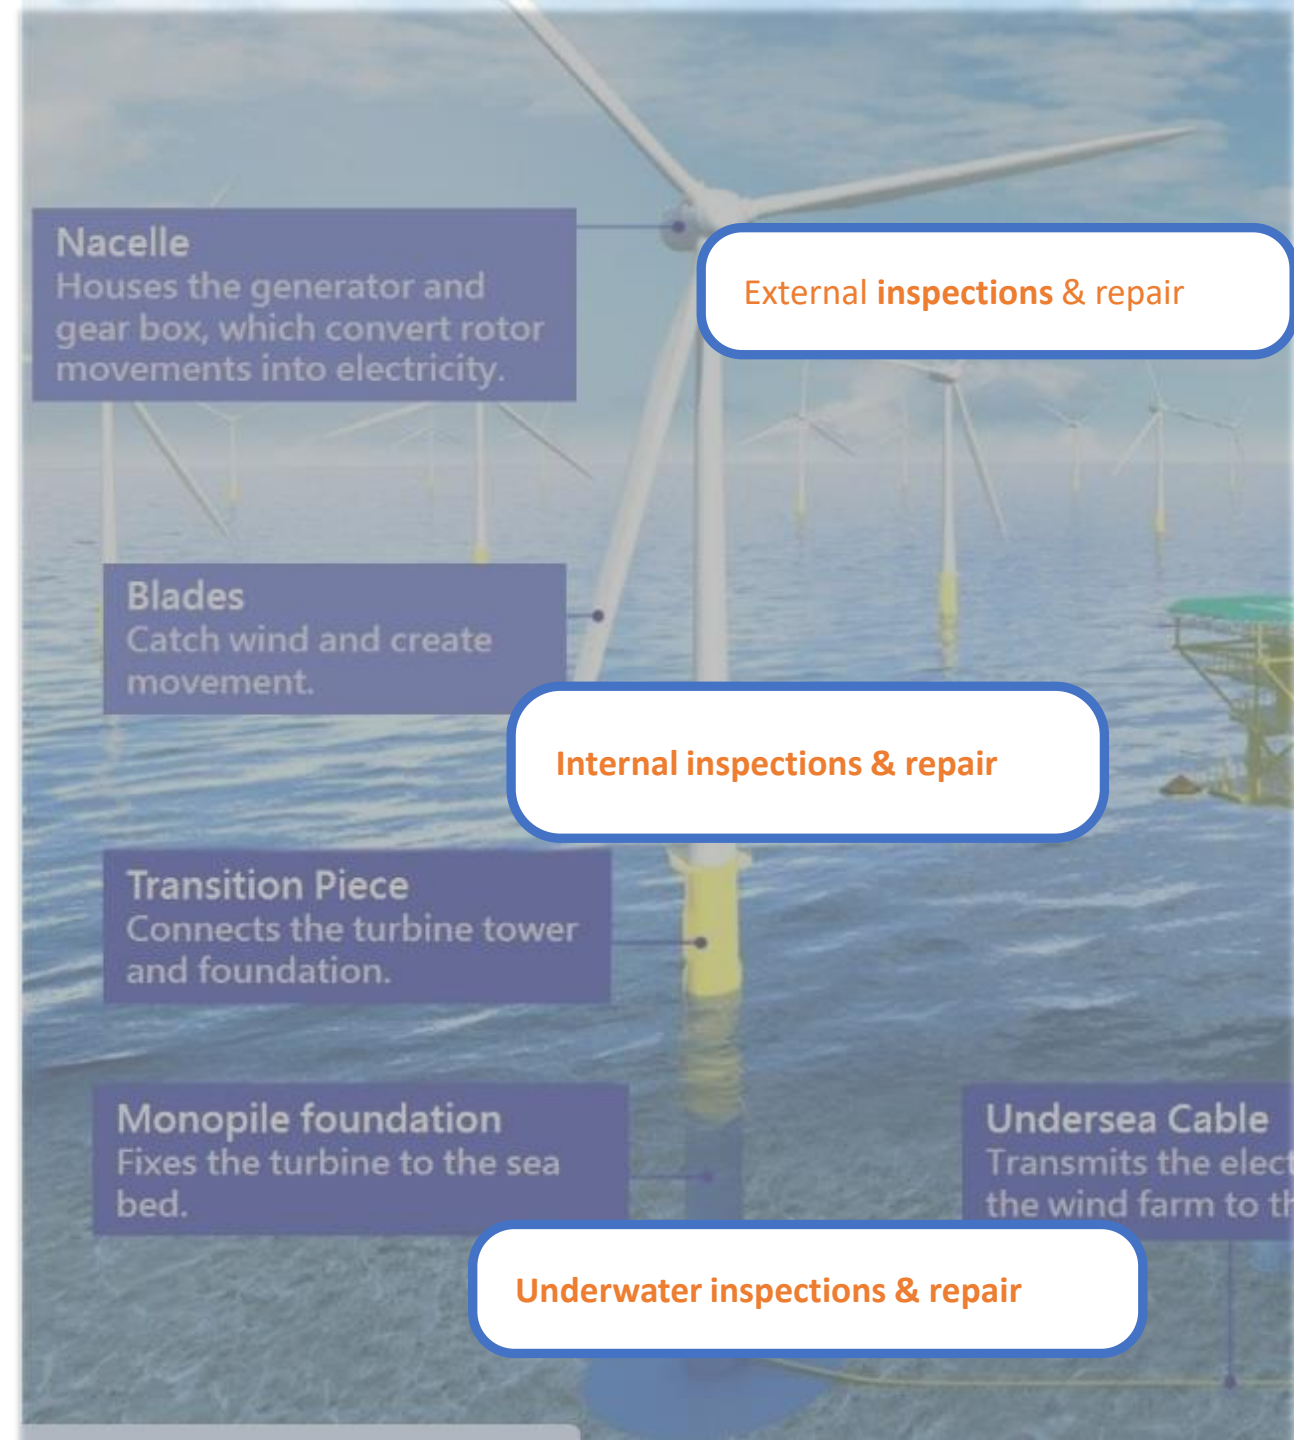 Nacelle
Houses the generator and
gear box, which convert rotor
movements into electricity.
External inspections & repair
Blades
Catch wind and create
movement.
Internal inspections & repair
Transition Piece
Connects the turbine tower
and foundation.
Monopile foundation
Fixes the turbine to the sea
bed.
Undersea Cable
Transmits the elect
the wind farm to th
Underwater inspections & repair